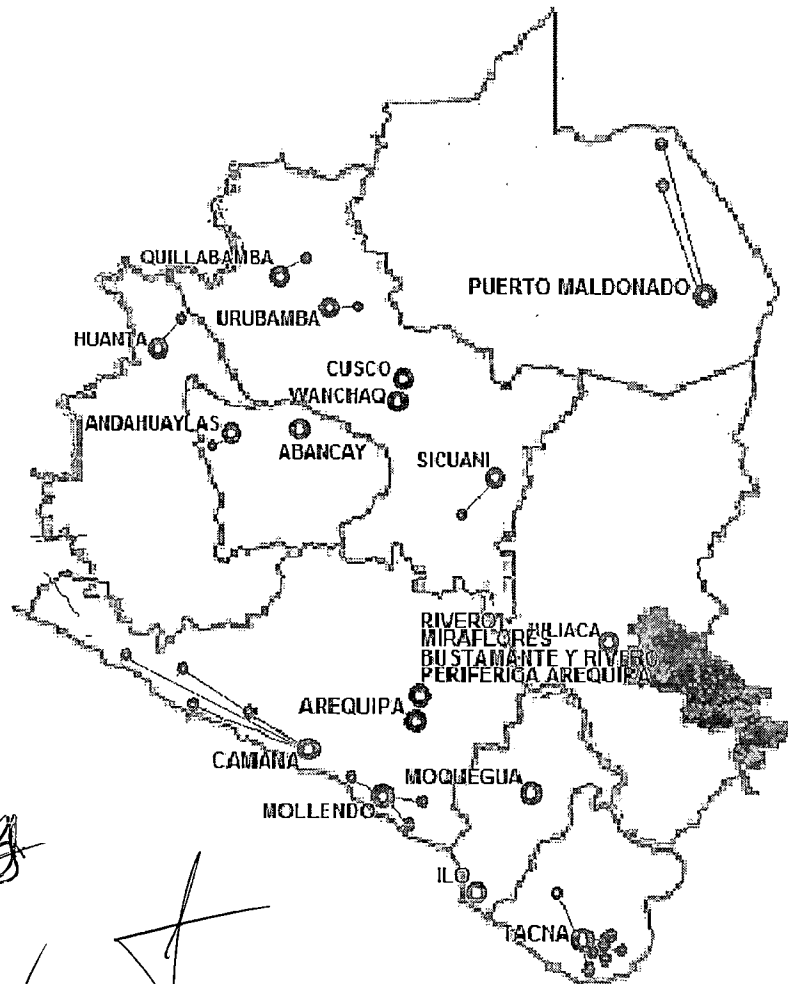 QUILLABAMBA
PUERTO MALDONADO
URUBAMBA
HUANTA
CUSCO
WANCHAQ
ANDAHUAYLAS
ABANCAY
SICUANI
RIVERO
JULIACA
MIRAFLORES
BUSTAMANTE Y RIVERO
PERIFERICA AREQUIPA
AREQUIPA
CAMANA
MOQUEGUA
MOLLENDO
ILO
TACNA